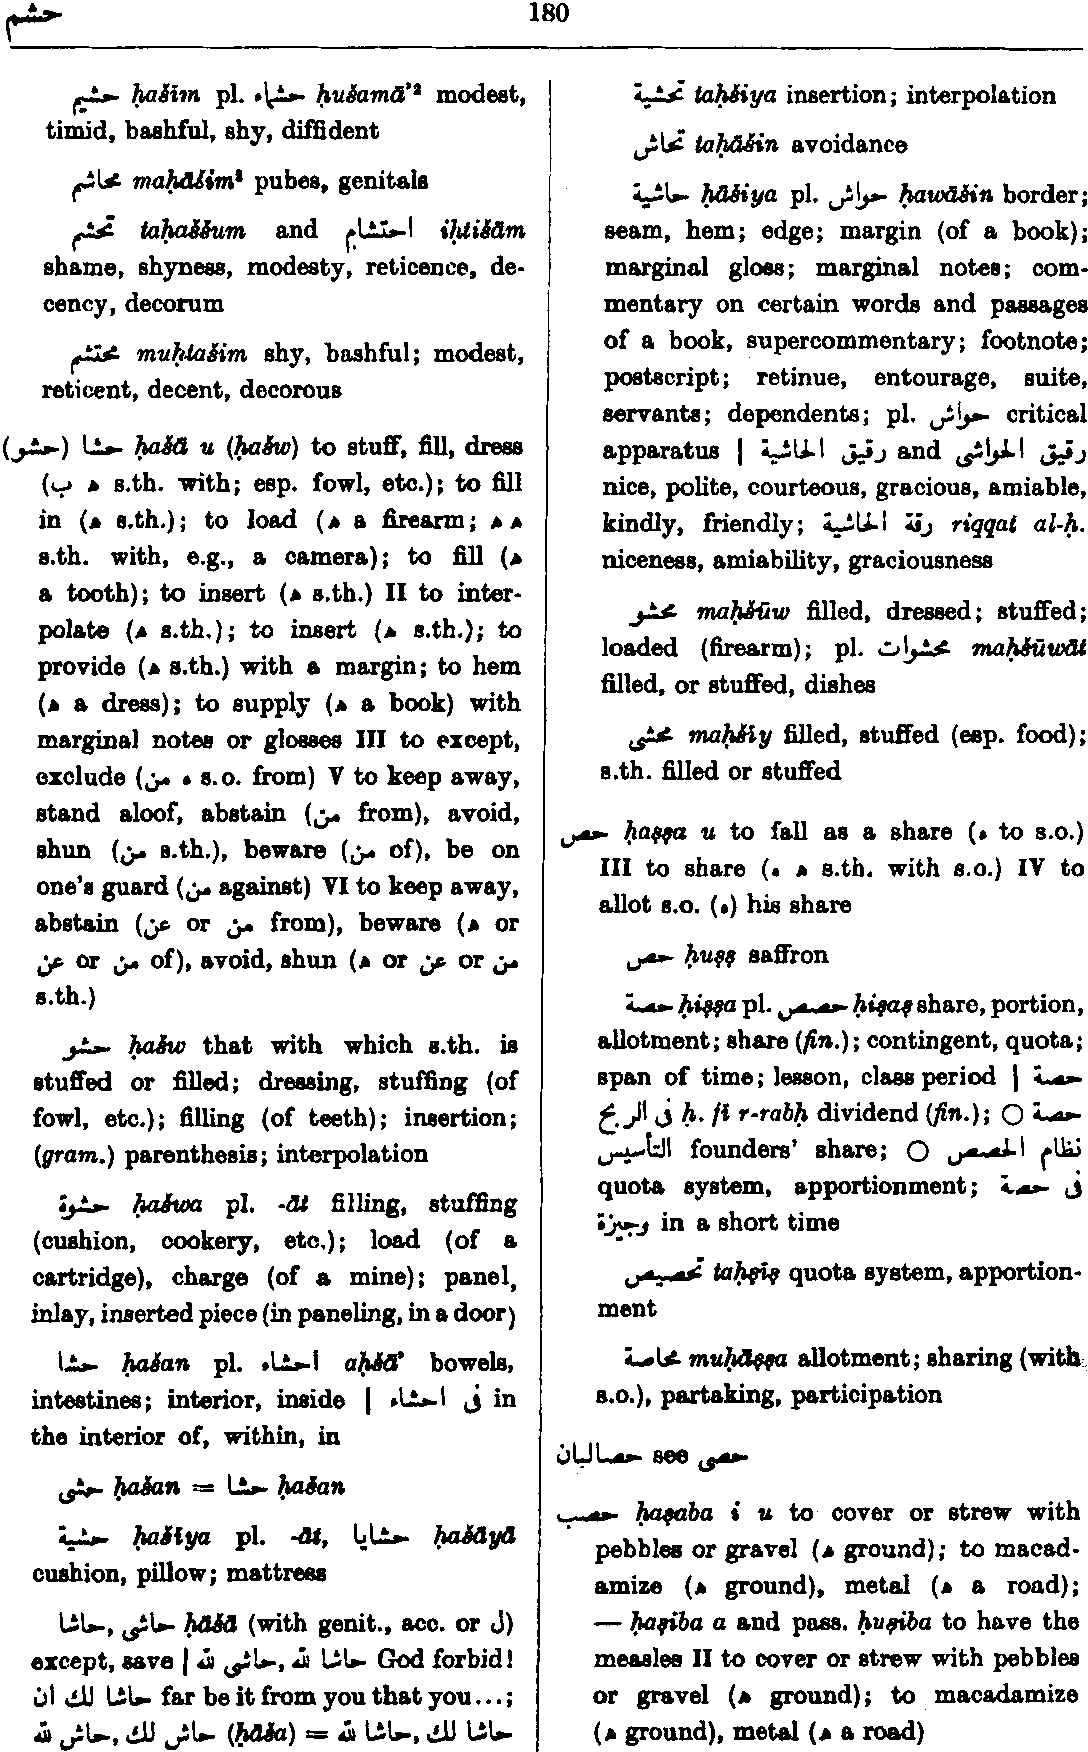 حشم
180
حشيم ḥašīm pl. حشماء ḥušamā’² modest,
timid, bashful, shy, diffident
محاشم maḥāšim² pubes, genitals
تحشم taḥaššum and احتشام iḥtišām
shame, shyness, modesty, reticence, de-
cency, decorum
محتشم muḥtašim shy, bashful; modest,
reticent, decent, decorous
(حشو) حشا ḥašā u (ḥašw) to stuff, fill, dress
(ه ب s.th. with; esp. fowl, etc.); to fill
in (ه s.th.); to load (ه a firearm; ه ه
s.th. with, e.g., a camera); to fill (ه
a tooth); to insert (ه s.th.) II to inter-
polate (ه s.th.); to insert (ه s.th.); to
provide (ه s.th.) with a margin; to hem
(ه a dress); to supply (ه a book) with
marginal notes or glosses III to except,
exclude (ه من s.o. from) V to keep away,
stand aloof, abstain (من from), avoid,
shun (من s.th.), beware (من of), be on
one's guard (من against) VI to keep away,
abstain (عن or من from), beware (ه or
عن or من of), avoid, shun (ه or عن or من
s.th.)
حشو ḥašw that with which s.th. is
stuffed or filled; dressing, stuffing (of
fowl, etc.); filling (of teeth); insertion;
(gram.) parenthesis; interpolation
حشوة ḥašwa pl. -āt filling, stuffing
(cushion, cookery, etc.); load (of a
cartridge), charge (of a mine); panel,
inlay, inserted piece (in paneling, in a door)
حشا ḥašan pl. احشاء aḥšā’ bowels,
intestines; interior, inside | فى احشاء in
the interior of, within, in
حشى ḥašan = حشا ḥašan
حشية ḥašīya pl. -āt, حشايا ḥašāyā
cushion, pillow; mattress
حاشى, حاشا ḥāšā (with genit., acc. or ل)
except, save | حاشا لله, حاشى لله God forbid!
حاشا لك ان far be it from you that you...;
حاش لك, حاش لله (ḥāša) = حاشا لك, حاشا لله
تحشية taḥšiya insertion; interpolation
تحاش taḥāšin avoidance
حاشية ḥāšiya pl. حواش ḥawāšin border;
seam, hem; edge; margin (of a book);
marginal gloss; marginal notes; com-
mentary on certain words and passages
of a book, supercommentary; footnote;
postscript; retinue, entourage, suite,
servants; dependents; pl. حواش critical
apparatus | رقيق الحاشية and رقيق الحواشى
nice, polite, courteous, gracious, amiable,
kindly, friendly; رقة الحاشية riqqat al-ḥ.
niceness, amiability, graciousness
محشو maḥšūw filled, dressed; stuffed;
loaded (firearm); pl. محشوات maḥšūwāt
filled, or stuffed, dishes
محشى maḥšīy filled, stuffed (esp. food);
s.th. filled or stuffed
حص ḥaṣṣa u to fall as a share (ه to s.o.)
III to share (ه ه s.th. with s.o.) IV to
allot s.o. (ه) his share
حص ḥuṣṣ saffron
حصة ḥiṣṣa pl. حصص ḥiṣaṣ share, portion,
allotment; share (fin.); contingent, quota;
span of time; lesson, class period | حصة
فى الربح ḥ. fī r-rabḥ dividend (fin.); ○ حصة
التأسيس founders' share; ○ نظام الحصص
quota system, apportionment; فى حصة
وجيزة in a short time
تحصيص taḥṣīṣ quota system, apportion-
ment
محاصة muḥāṣṣa allotment; sharing (with
s.o.), partaking, participation
حصالبان see حصى
حصب ḥaṣaba i u to cover or strew with
pebbles or gravel (ه ground); to macad-
amize (ه ground), metal (ه a road);
— ḥaṣiba a and pass. ḥuṣiba to have the
measles II to cover or strew with pebbles
or gravel (ه ground); to macadamize
(ه ground), metal (ه a road)